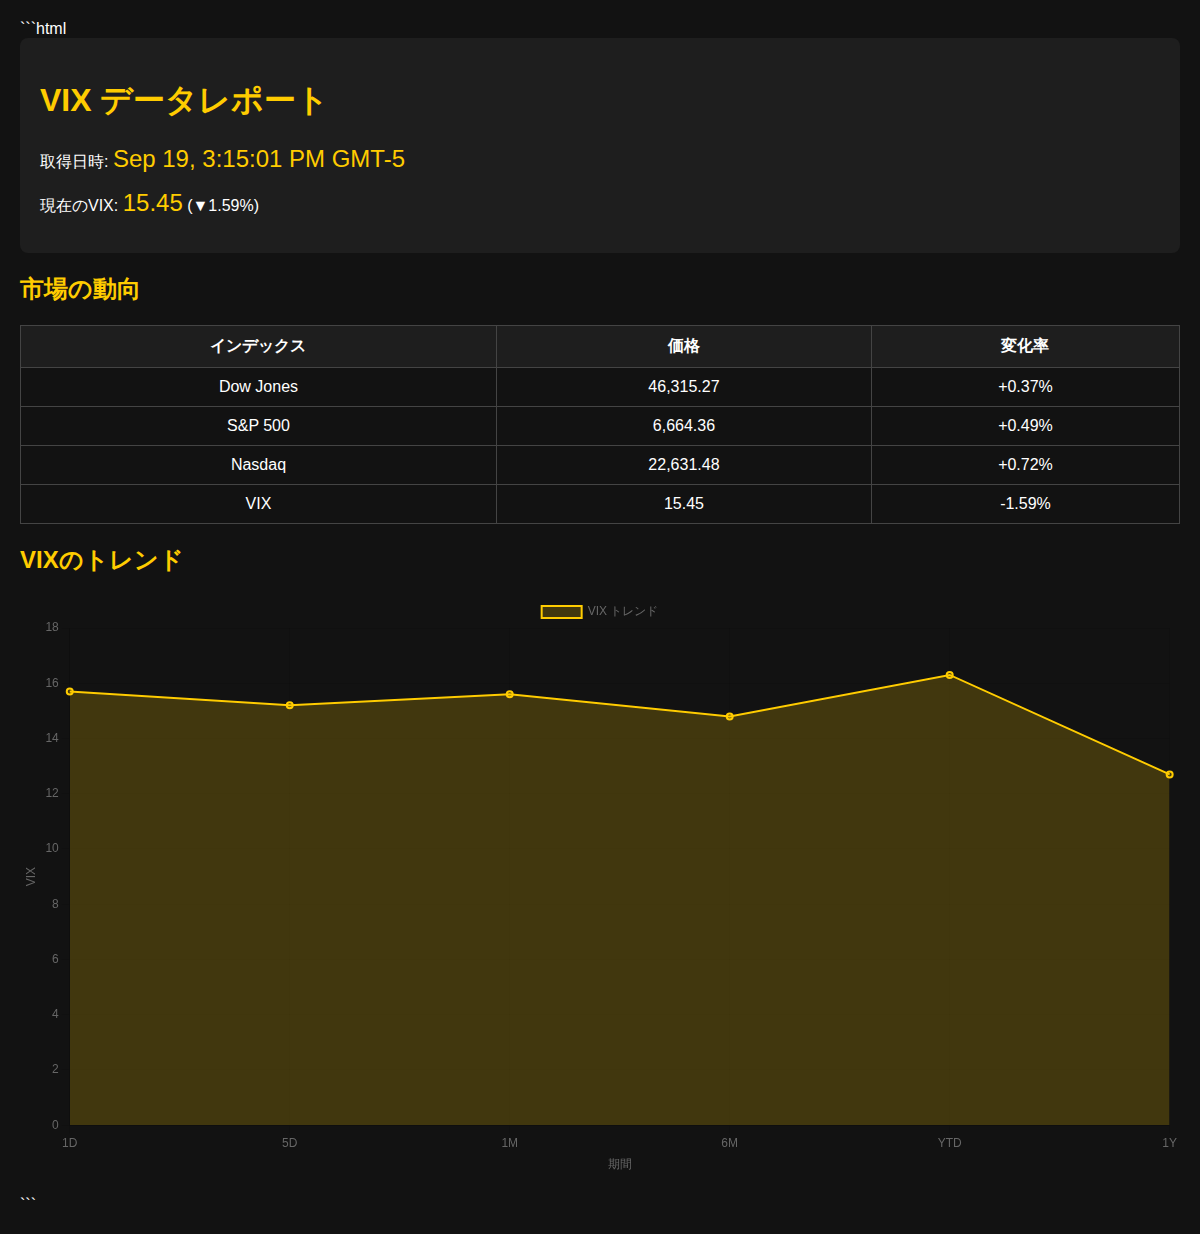 ```html
VIX データレポート
取得日時: Sep 19, 3:15:01 PM GMT-5
現在のVIX: 15.45 (▼1.59%)
市場の動向
インデックス 価格 変化率
Dow Jones 46,315.27 +0.37%
S&P 500 6,664.36 +0.49%
Nasdaq 22,631.48 +0.72%
VIX 15.45 -1.59%
VIXのトレンド
VIX トレンド
18
16
14
12
10
8
6
4
2
0
VIX
1D 5D 1M 6M YTD 1Y
期間
```